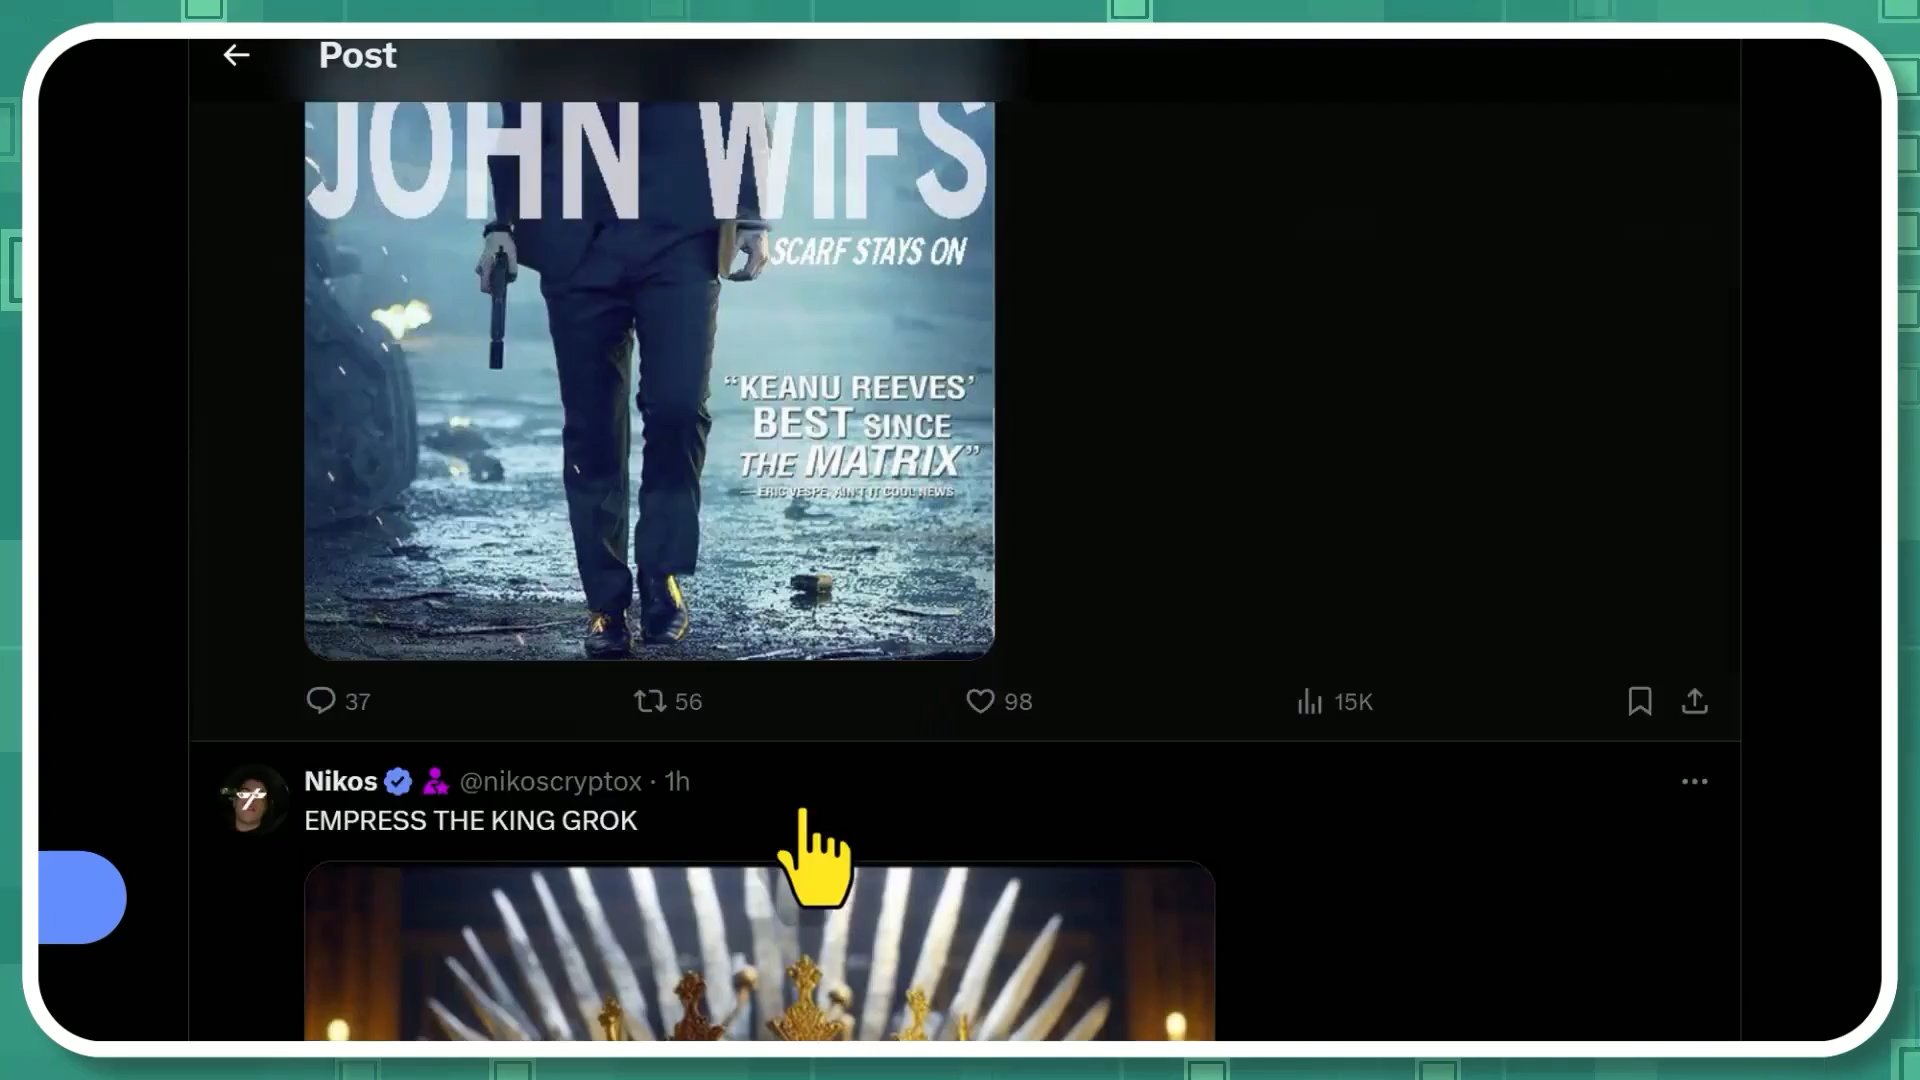 Post
JOHN WIFS
SCARF STAYS ON
“KEANU REEVES’
BEST SINCE
THE MATRIX”
— ERIC VESPE, AIN'T IT COOL NEWS
37 56 98 15K
Nikos @nikoscryptox · 1h
EMPRESS THE KING GROK